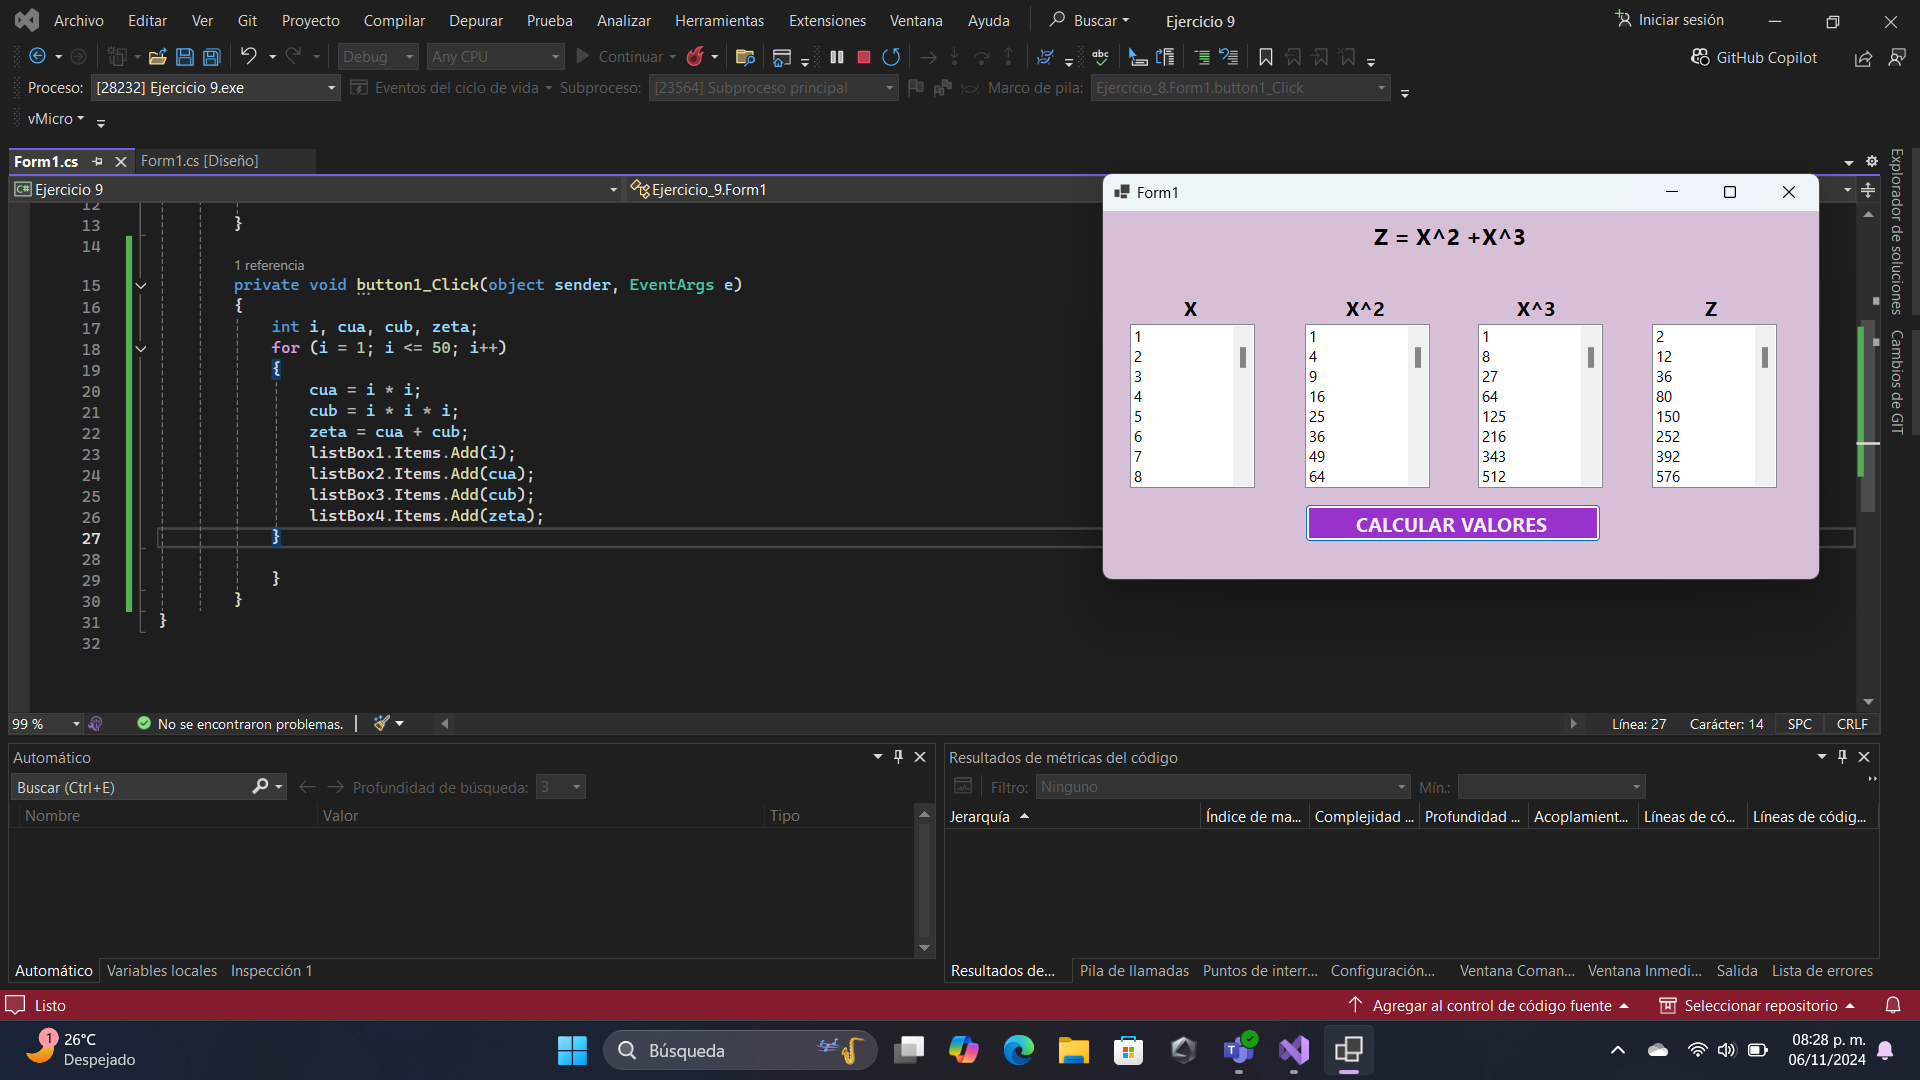 Archivo Editar Ver Git Proyecto Compilar Depurar Prueba Analizar Herramientas Extensiones Ventana Ayuda Buscar Ejercicio 9 Iniciar sesión
Debug Any CPU Continuar GitHub Copilot
Proceso: [28232] Ejercicio 9.exe Eventos del ciclo de vida Subproceso: [23564] Subproceso principal Marco de pila: Ejercicio_8.Form1.button1_Click
vMicro
Form1.cs Form1.cs [Diseño]
C# Ejercicio 9 Ejercicio_9.Form1
12
13 }
14
1 referencia
15 private void button1_Click(object sender, EventArgs e)
16 {
17 int i, cua, cub, zeta;
18 for (i = 1; i <= 50; i++)
19 {
20 cua = i * i;
21 cub = i * i * i;
22 zeta = cua + cub;
23 listBox1.Items.Add(i);
24 listBox2.Items.Add(cua);
25 listBox3.Items.Add(cub);
26 listBox4.Items.Add(zeta);
27 }
28
29 }
30 }
31 }
32
Form1
Z = X^2 +X^3
X X^2 X^3 Z
1 1 1 2
2 4 8 12
3 9 27 36
4 16 64 80
5 25 125 150
6 36 216 252
7 49 343 392
8 64 512 576
CALCULAR VALORES
Explorador de soluciones
Cambios de GIT
99 % No se encontraron problemas. Línea: 27 Carácter: 14 SPC CRLF
Automático
Buscar (Ctrl+E) Profundidad de búsqueda: 3
Nombre Valor Tipo
Automático Variables locales Inspección 1
Resultados de métricas del código
Filtro: Ninguno Mín.:
Jerarquía Índice de ma... Complejidad ... Profundidad ... Acoplamient... Líneas de có... Líneas de códig...
Resultados de... Pila de llamadas Puntos de interr... Configuración... Ventana Coman... Ventana Inmedi... Salida Lista de errores
Listo Agregar al control de código fuente Seleccionar repositorio
1 26°C
Despejado
Búsqueda
08:28 p. m.
06/11/2024